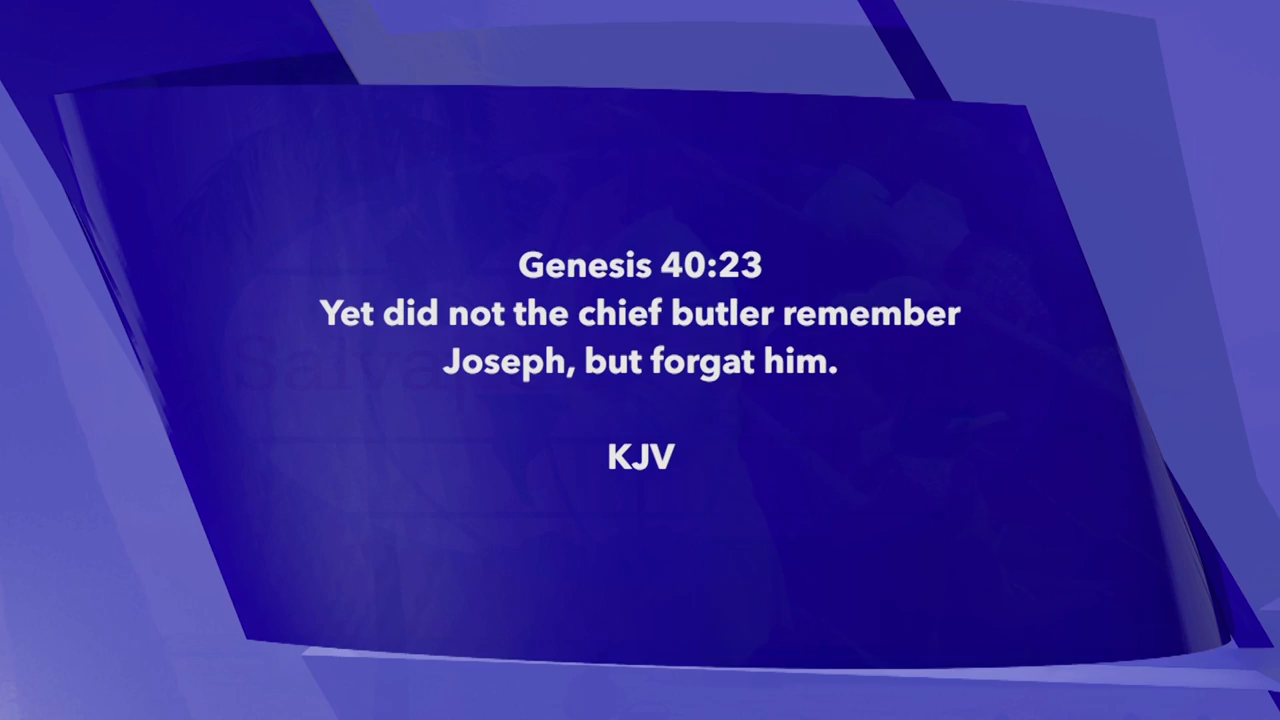 Genesis 40:23
Yet did not the chief butler remember
Joseph, but forgat him.
KJV